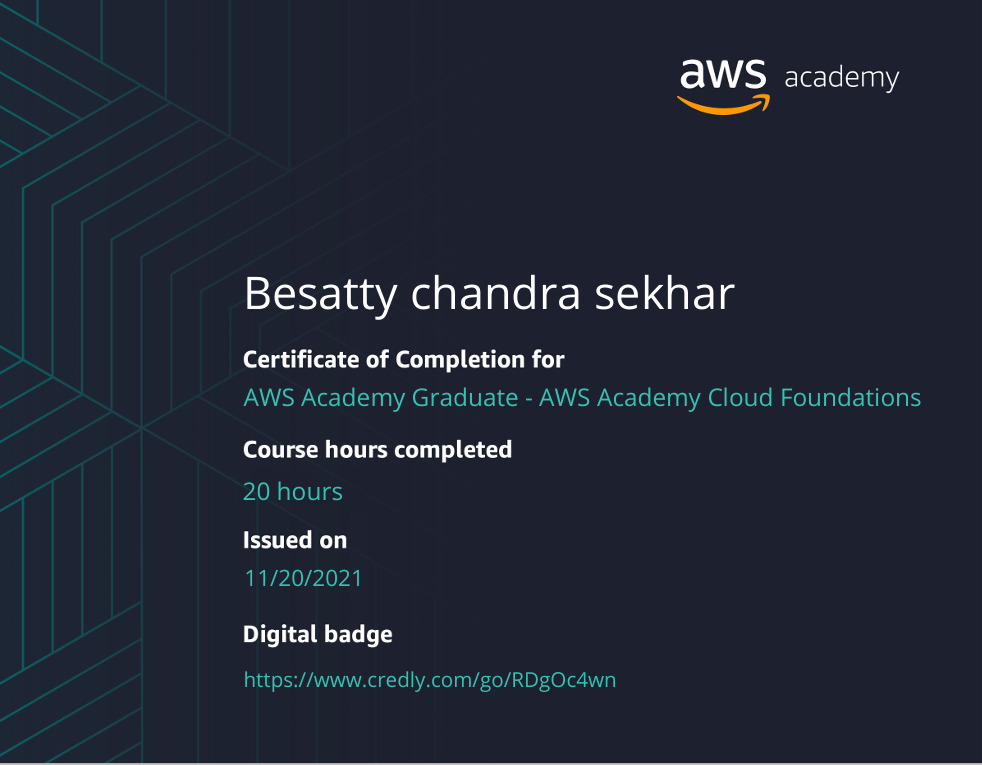 aws academy
Besatty chandra sekhar
Certificate of Completion for
AWS Academy Graduate - AWS Academy Cloud Foundations
Course hours completed
20 hours
Issued on
11/20/2021
Digital badge
https://www.credly.com/go/RDgOc4wn